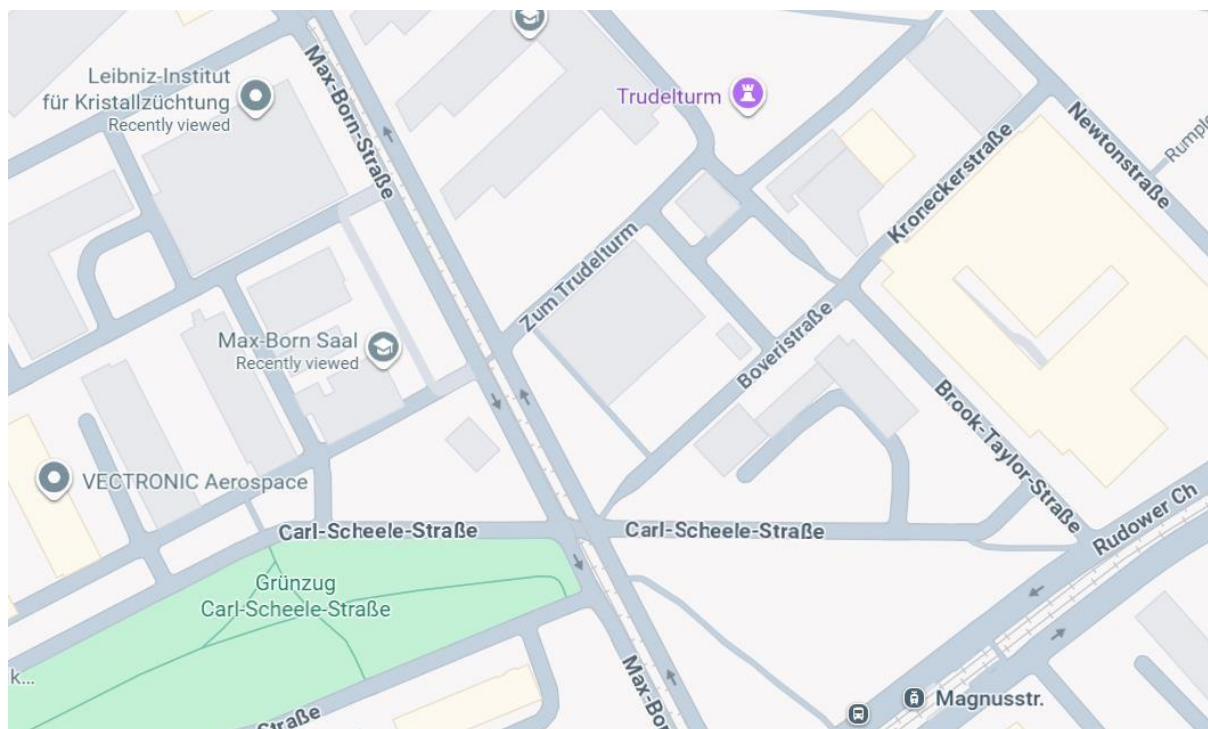 Leibniz-Institut
für Kristallzüchtung
Recently viewed
Max-Born-Straße
Trudelturm
Newtonstraße
Kroneckerstraße
Zum Trudelturm
Max-Born Saal
Recently viewed
Boveristraße
Brook-Taylor-Straße
VECTRONIC Aerospace
Carl-Scheele-Straße
Carl-Scheele-Straße
Rudower Ch
Grünzug
Carl-Scheele-Straße
k...
Max-Bo
Magnusstr.
Straße